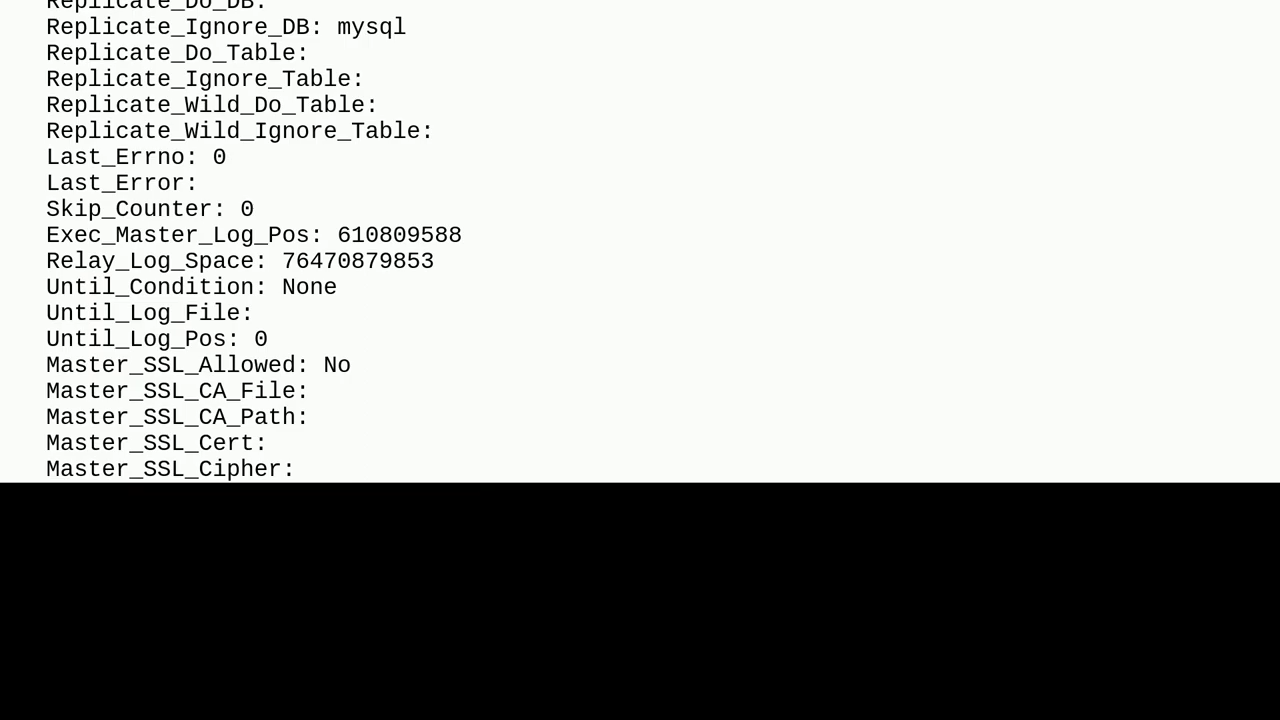 Replicate_Do_DB:
Replicate_Ignore_DB: mysql
Replicate_Do_Table:
Replicate_Ignore_Table:
Replicate_Wild_Do_Table:
Replicate_Wild_Ignore_Table:
Last_Errno: 0
Last_Error:
Skip_Counter: 0
Exec_Master_Log_Pos: 610809588
Relay_Log_Space: 76470879853
Until_Condition: None
Until_Log_File:
Until_Log_Pos: 0
Master_SSL_Allowed: No
Master_SSL_CA_File:
Master_SSL_CA_Path:
Master_SSL_Cert:
Master_SSL_Cipher: